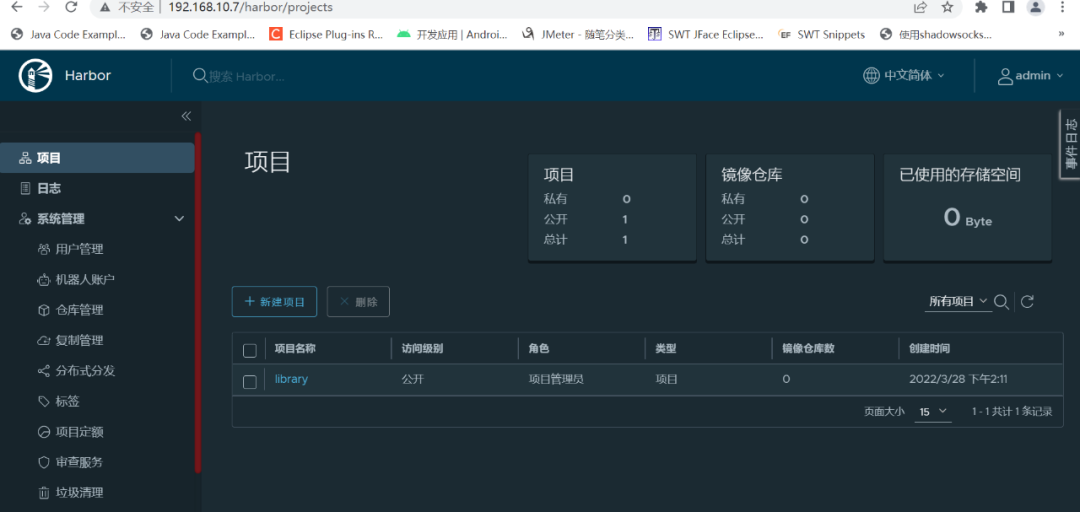 不安全 192.168.10.7/harbor/projects
Java Code Exampl... Java Code Exampl... Eclipse Plug-ins R... 开发应用 | Androi... JMeter - 随笔分类... SWT JFace Eclipse... SWT Snippets 使用shadowsocks... »
Harbor 搜索 Harbor... 中文简体 admin
事件日志
项目
日志
系统管理
用户管理
机器人账户
仓库管理
复制管理
分布式分发
标签
项目定额
审查服务
垃圾清理
项目
项目
私有 0
公开 1
总计 1
镜像仓库
私有 0
公开 0
总计 0
已使用的存储空间
0 Byte
+ 新建项目 × 删除 所有项目
项目名称 访问级别 角色 类型 镜像仓库数 创建时间
library 公开 项目管理员 项目 0 2022/3/28 下午2:11
页面大小 15 1 - 1 共计 1 条记录